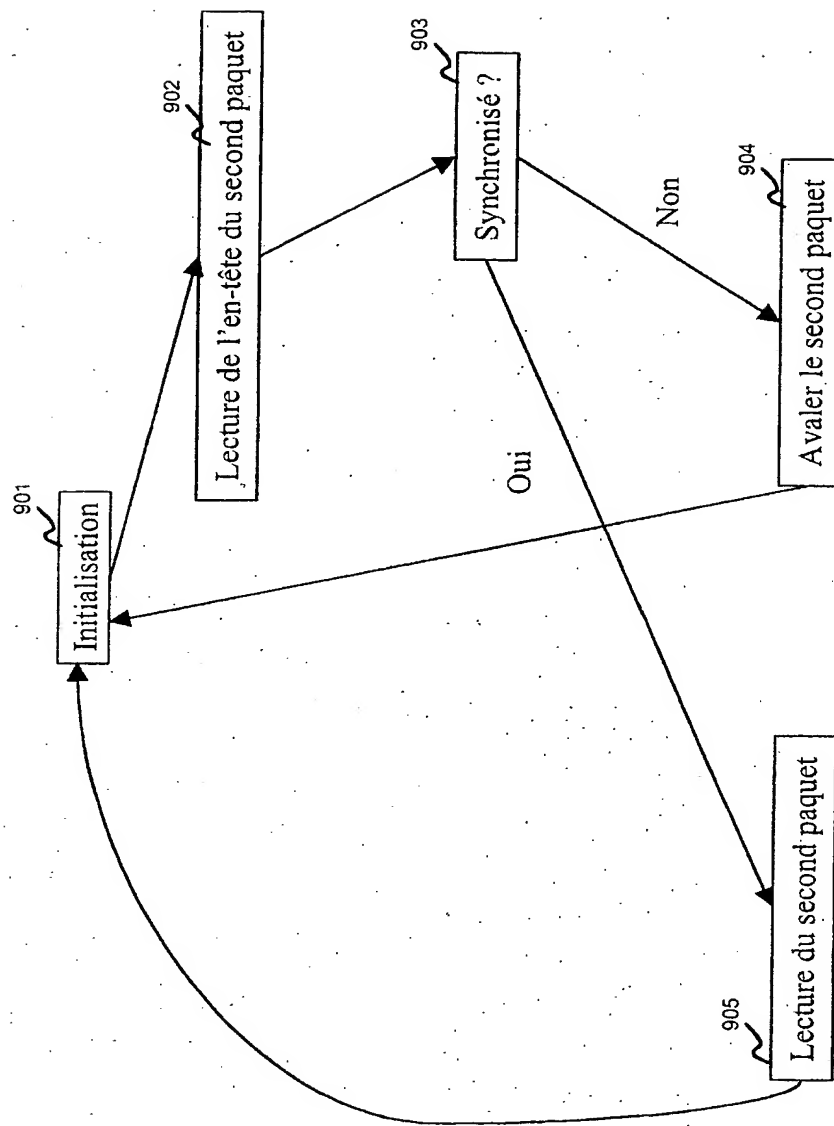 901
Initialisation
902
Lecture de l'en-tête du second paquet
903
Synchronisé ?
Oui
Non
904
Avaler le second paquet
905
Lecture du second paquet